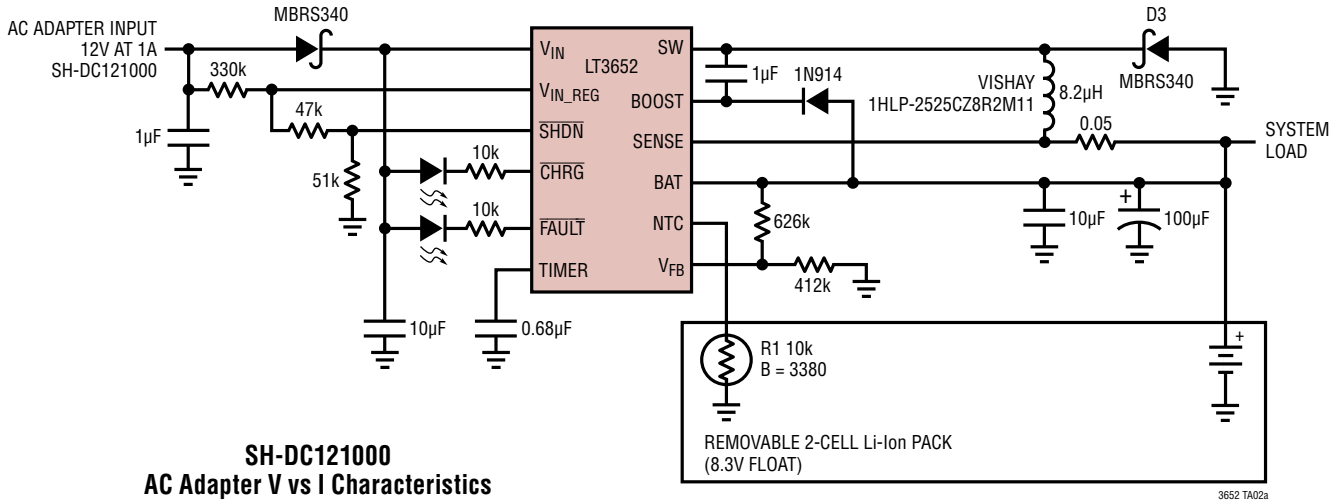 MBRS340
D3
AC ADAPTER INPUT
12V AT 1A
SH-DC121000
VIN
SW
LT3652
1µF
1N914
VISHAY
1HLP-2525CZ8R2M11
8.2µH
MBRS340
330k
VIN_REG
BOOST
47k
SHDN
SENSE
0.05
SYSTEM
LOAD
1µF
51k
10k
CHRG
BAT
10k
FAULT
NTC
626k
10µF
+
100µF
TIMER
VFB
412k
10µF
0.68µF
R1 10k
B = 3380
+
REMOVABLE 2-CELL Li-Ion PACK
(8.3V FLOAT)
SH-DC121000
AC Adapter V vs I Characteristics
3652 TA02a